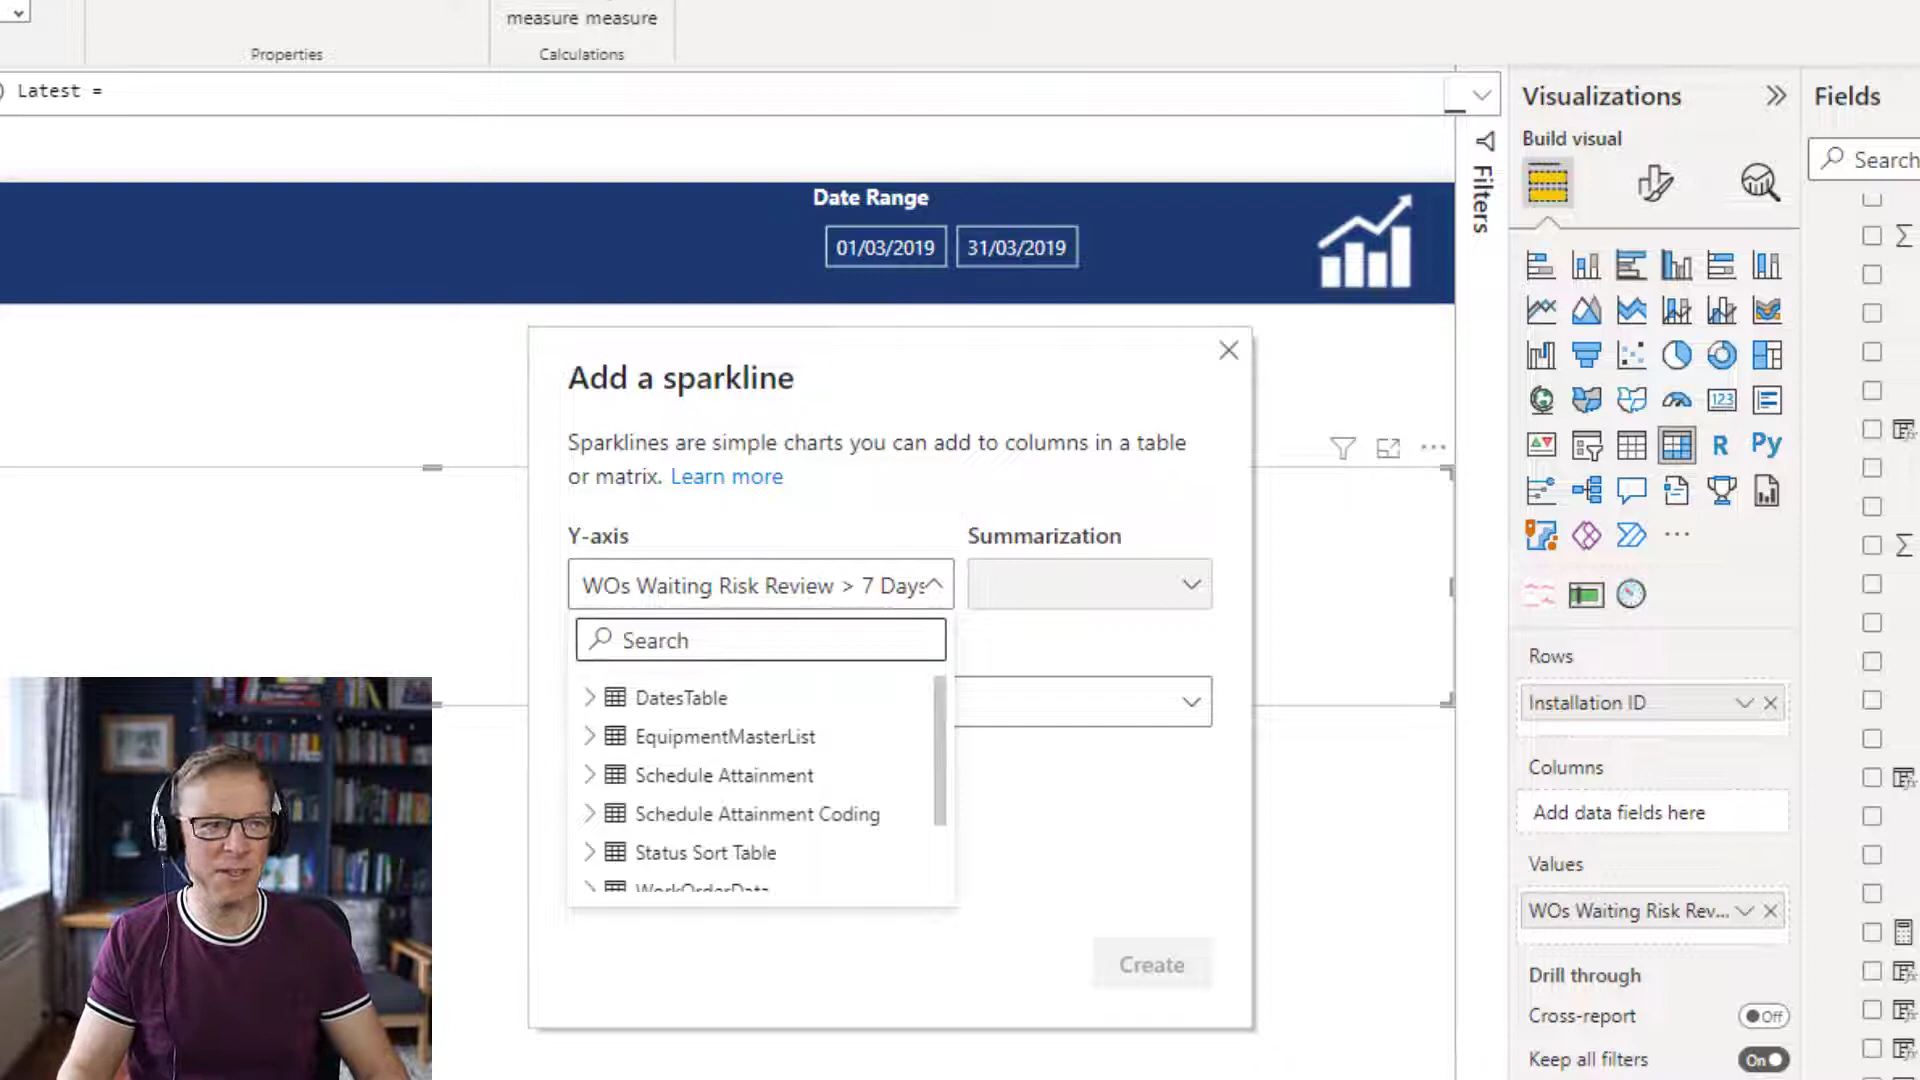 measure measure
Properties
Calculations
Latest =
Visualizations
Fields
Build visual
Search
Filters
Date Range
01/03/2019
31/03/2019
Add a sparkline
Sparklines are simple charts you can add to columns in a table
or matrix. Learn more
Y-axis
Summarization
WOs Waiting Risk Review > 7 Days
Search
DatesTable
EquipmentMasterList
Schedule Attainment
Schedule Attainment Coding
Status Sort Table
WorkOrderData
Create
123
R
Py
Rows
Installation ID
Columns
Add data fields here
Values
WOs Waiting Risk Rev...
Drill through
Cross-report
Off
Keep all filters
On